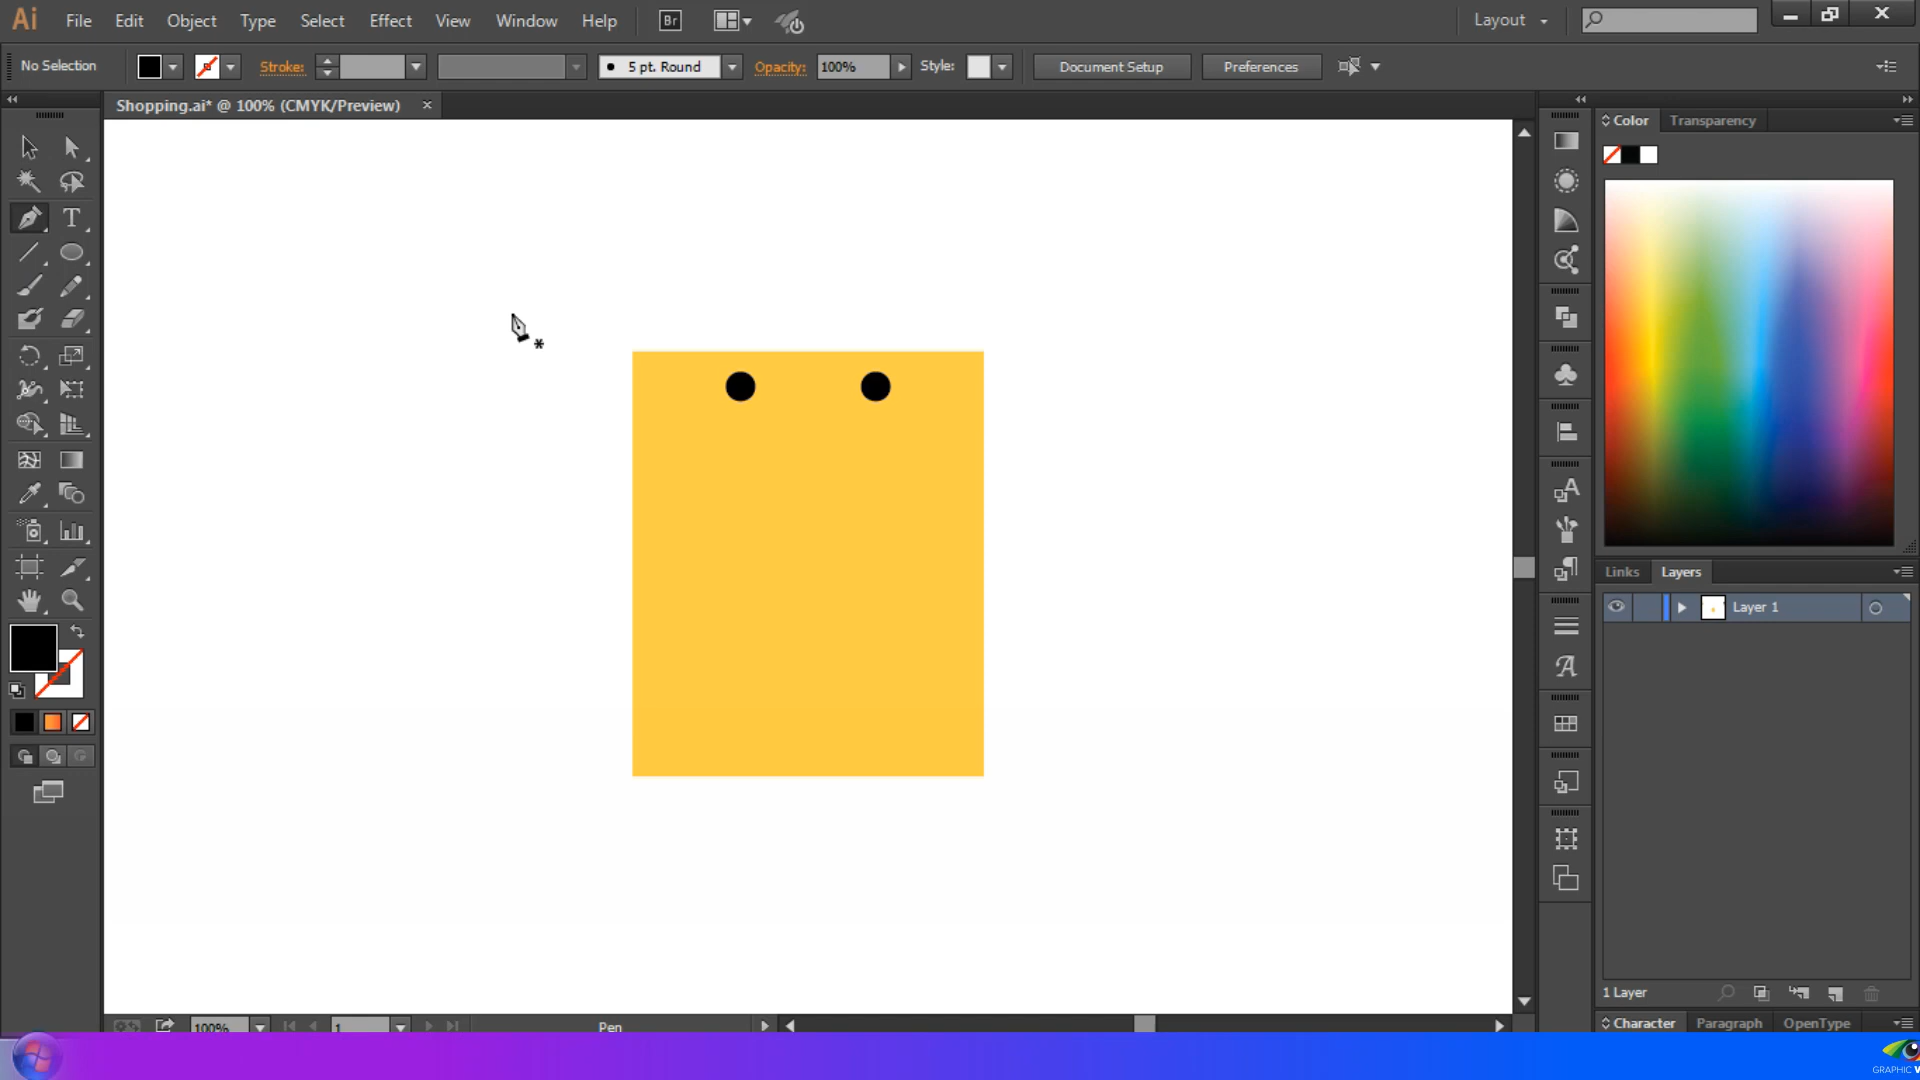 Ai File Edit Object Type Select Effect View Window Help Br Layout
No Selection Stroke: 5 pt. Round Opacity: 100% Style: Document Setup Preferences
Shopping.ai* @ 100% (CMYK/Preview)
Color Transparency
Links Layers
Layer 1
1 Layer
100% 1 Pen
Character Paragraph OpenType